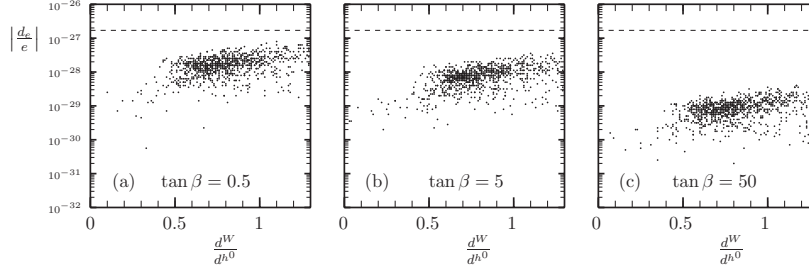 10⁻²⁶
10⁻²⁷
10⁻²⁸
10⁻²⁹
10⁻³⁰
10⁻³¹
10⁻³²
|d_e/e|
(a) tan β = 0.5
(b) tan β = 5
(c) tan β = 50
0 0.5 1 0 0.5 1 0 0.5 1
d^W/d^{h^0} d^W/d^{h^0} d^W/d^{h^0}